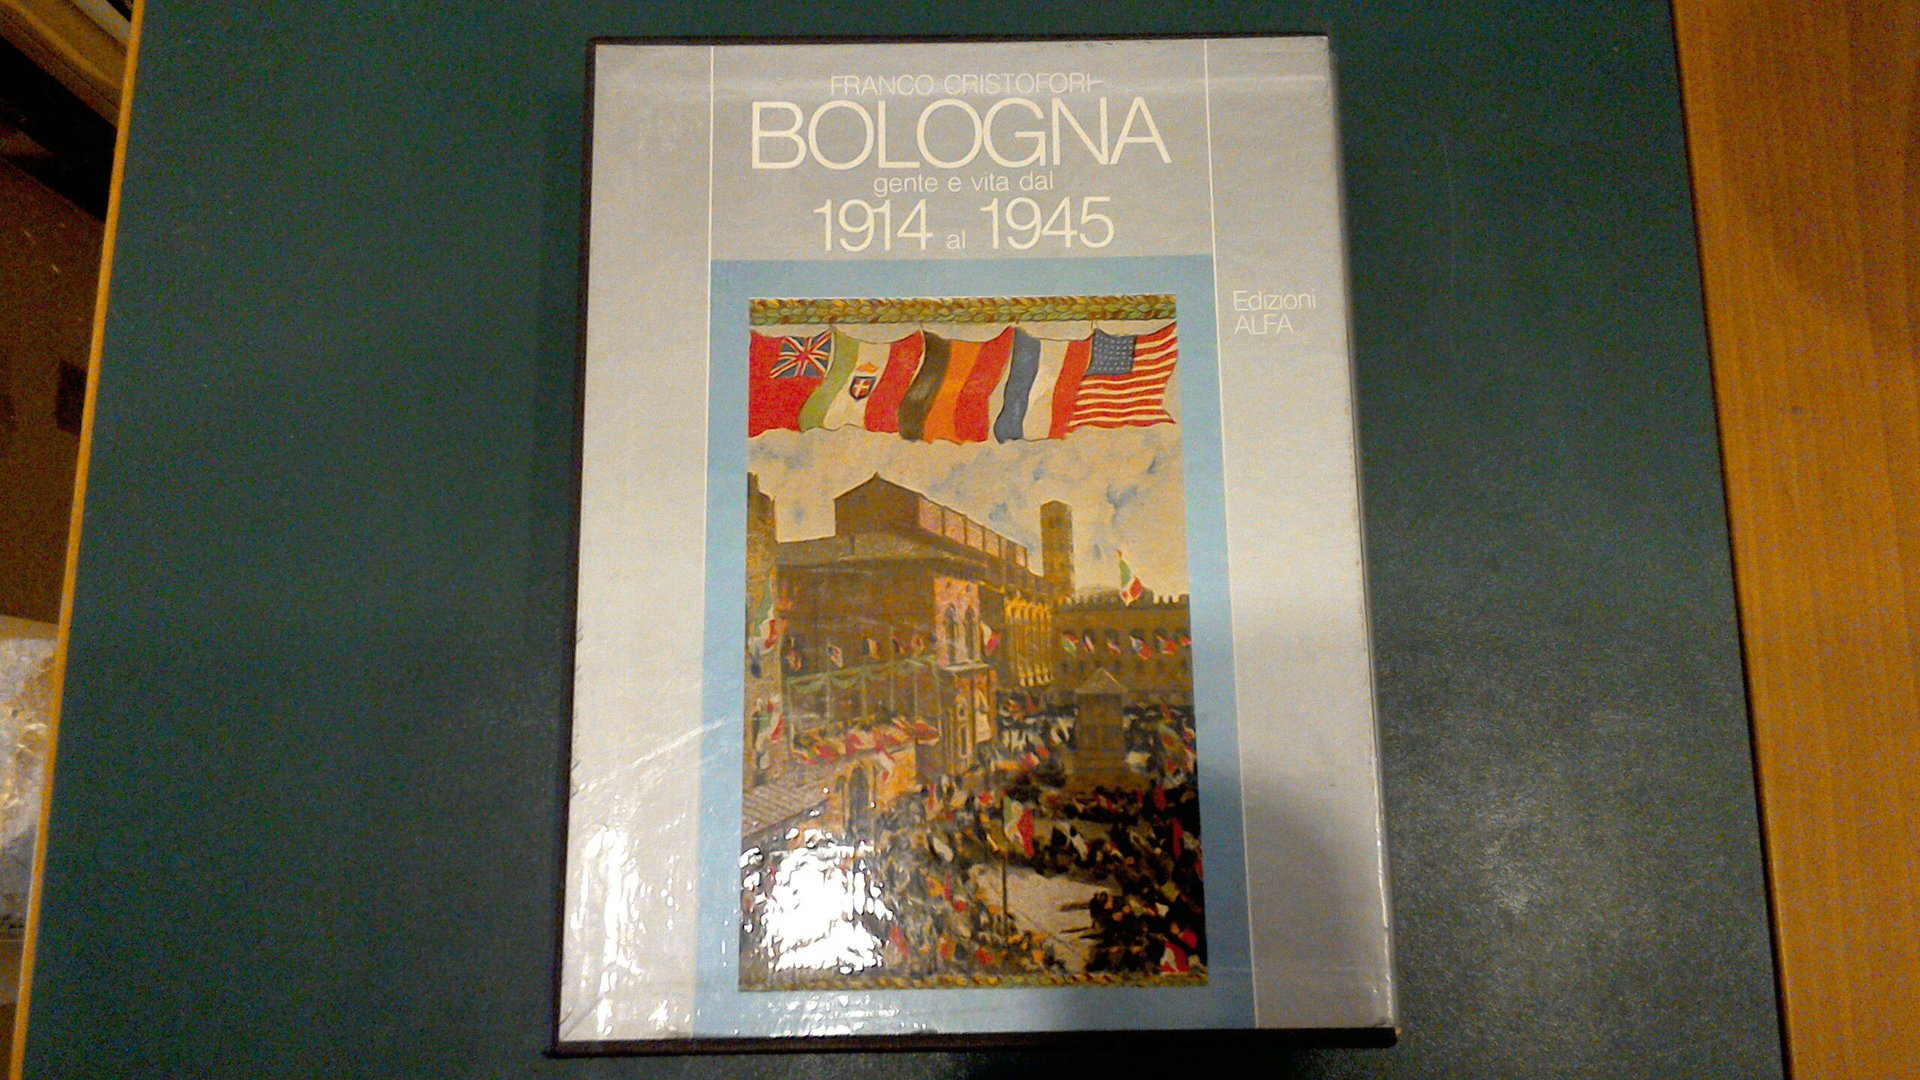 FRANCO CRISTOFORI
BOLOGNA
gente e vita dal
1914 al 1945
Edizioni
ALFA